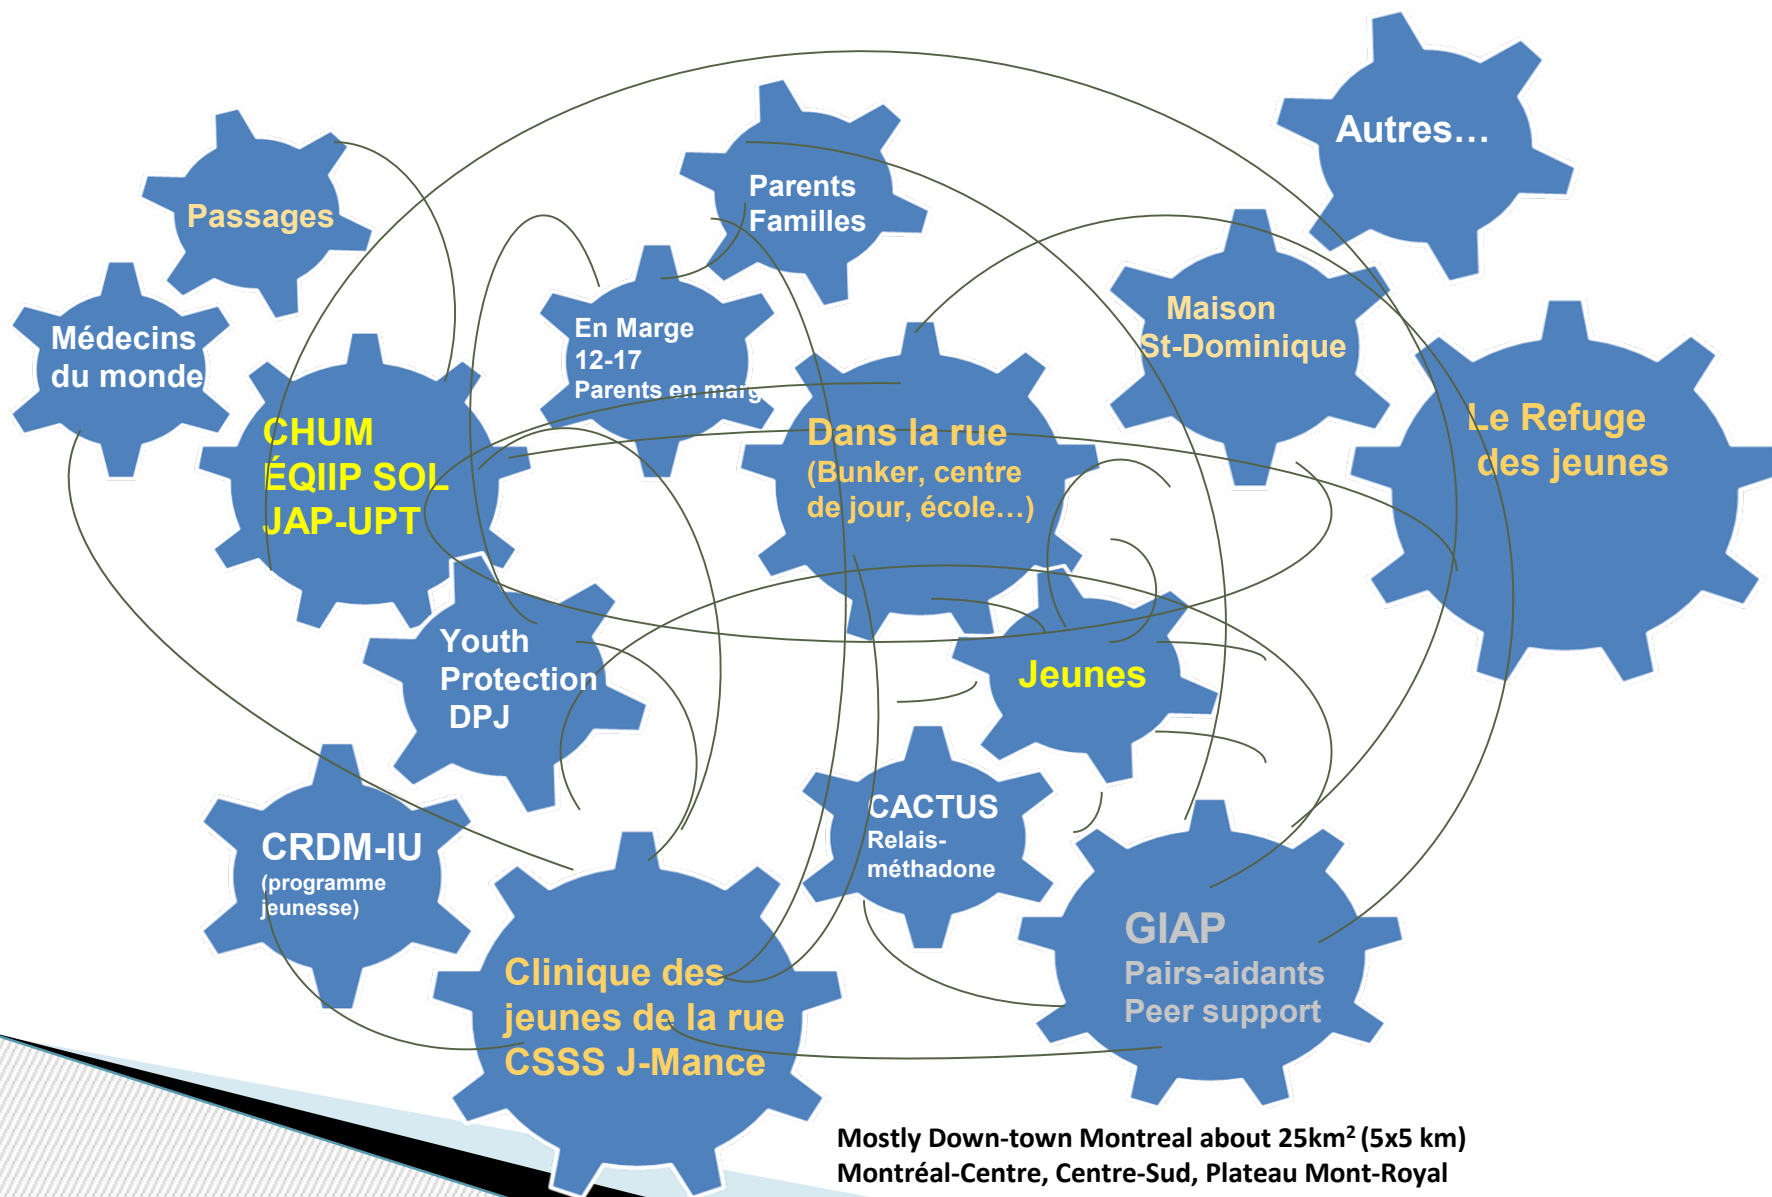 Autres…
Parents
Familles
Passages
Médecins
du monde
En Marge
12-17
Parents en marg
Maison
St-Dominique
Le Refuge
des jeunes
CHUM
ÉQIIP SOL
JAP-UPT
Dans la rue
(Bunker, centre
de jour, école…)
Youth
Protection
DPJ
Jeunes
CRDM-IU
(programme
jeunesse)
CACTUS
Relais-
méthadone
Clinique des
jeunes de la rue
CSSS J-Mance
GIAP
Pairs-aidants
Peer support
Mostly Down-town Montreal about 25km² (5x5 km)
Montréal-Centre, Centre-Sud, Plateau Mont-Royal